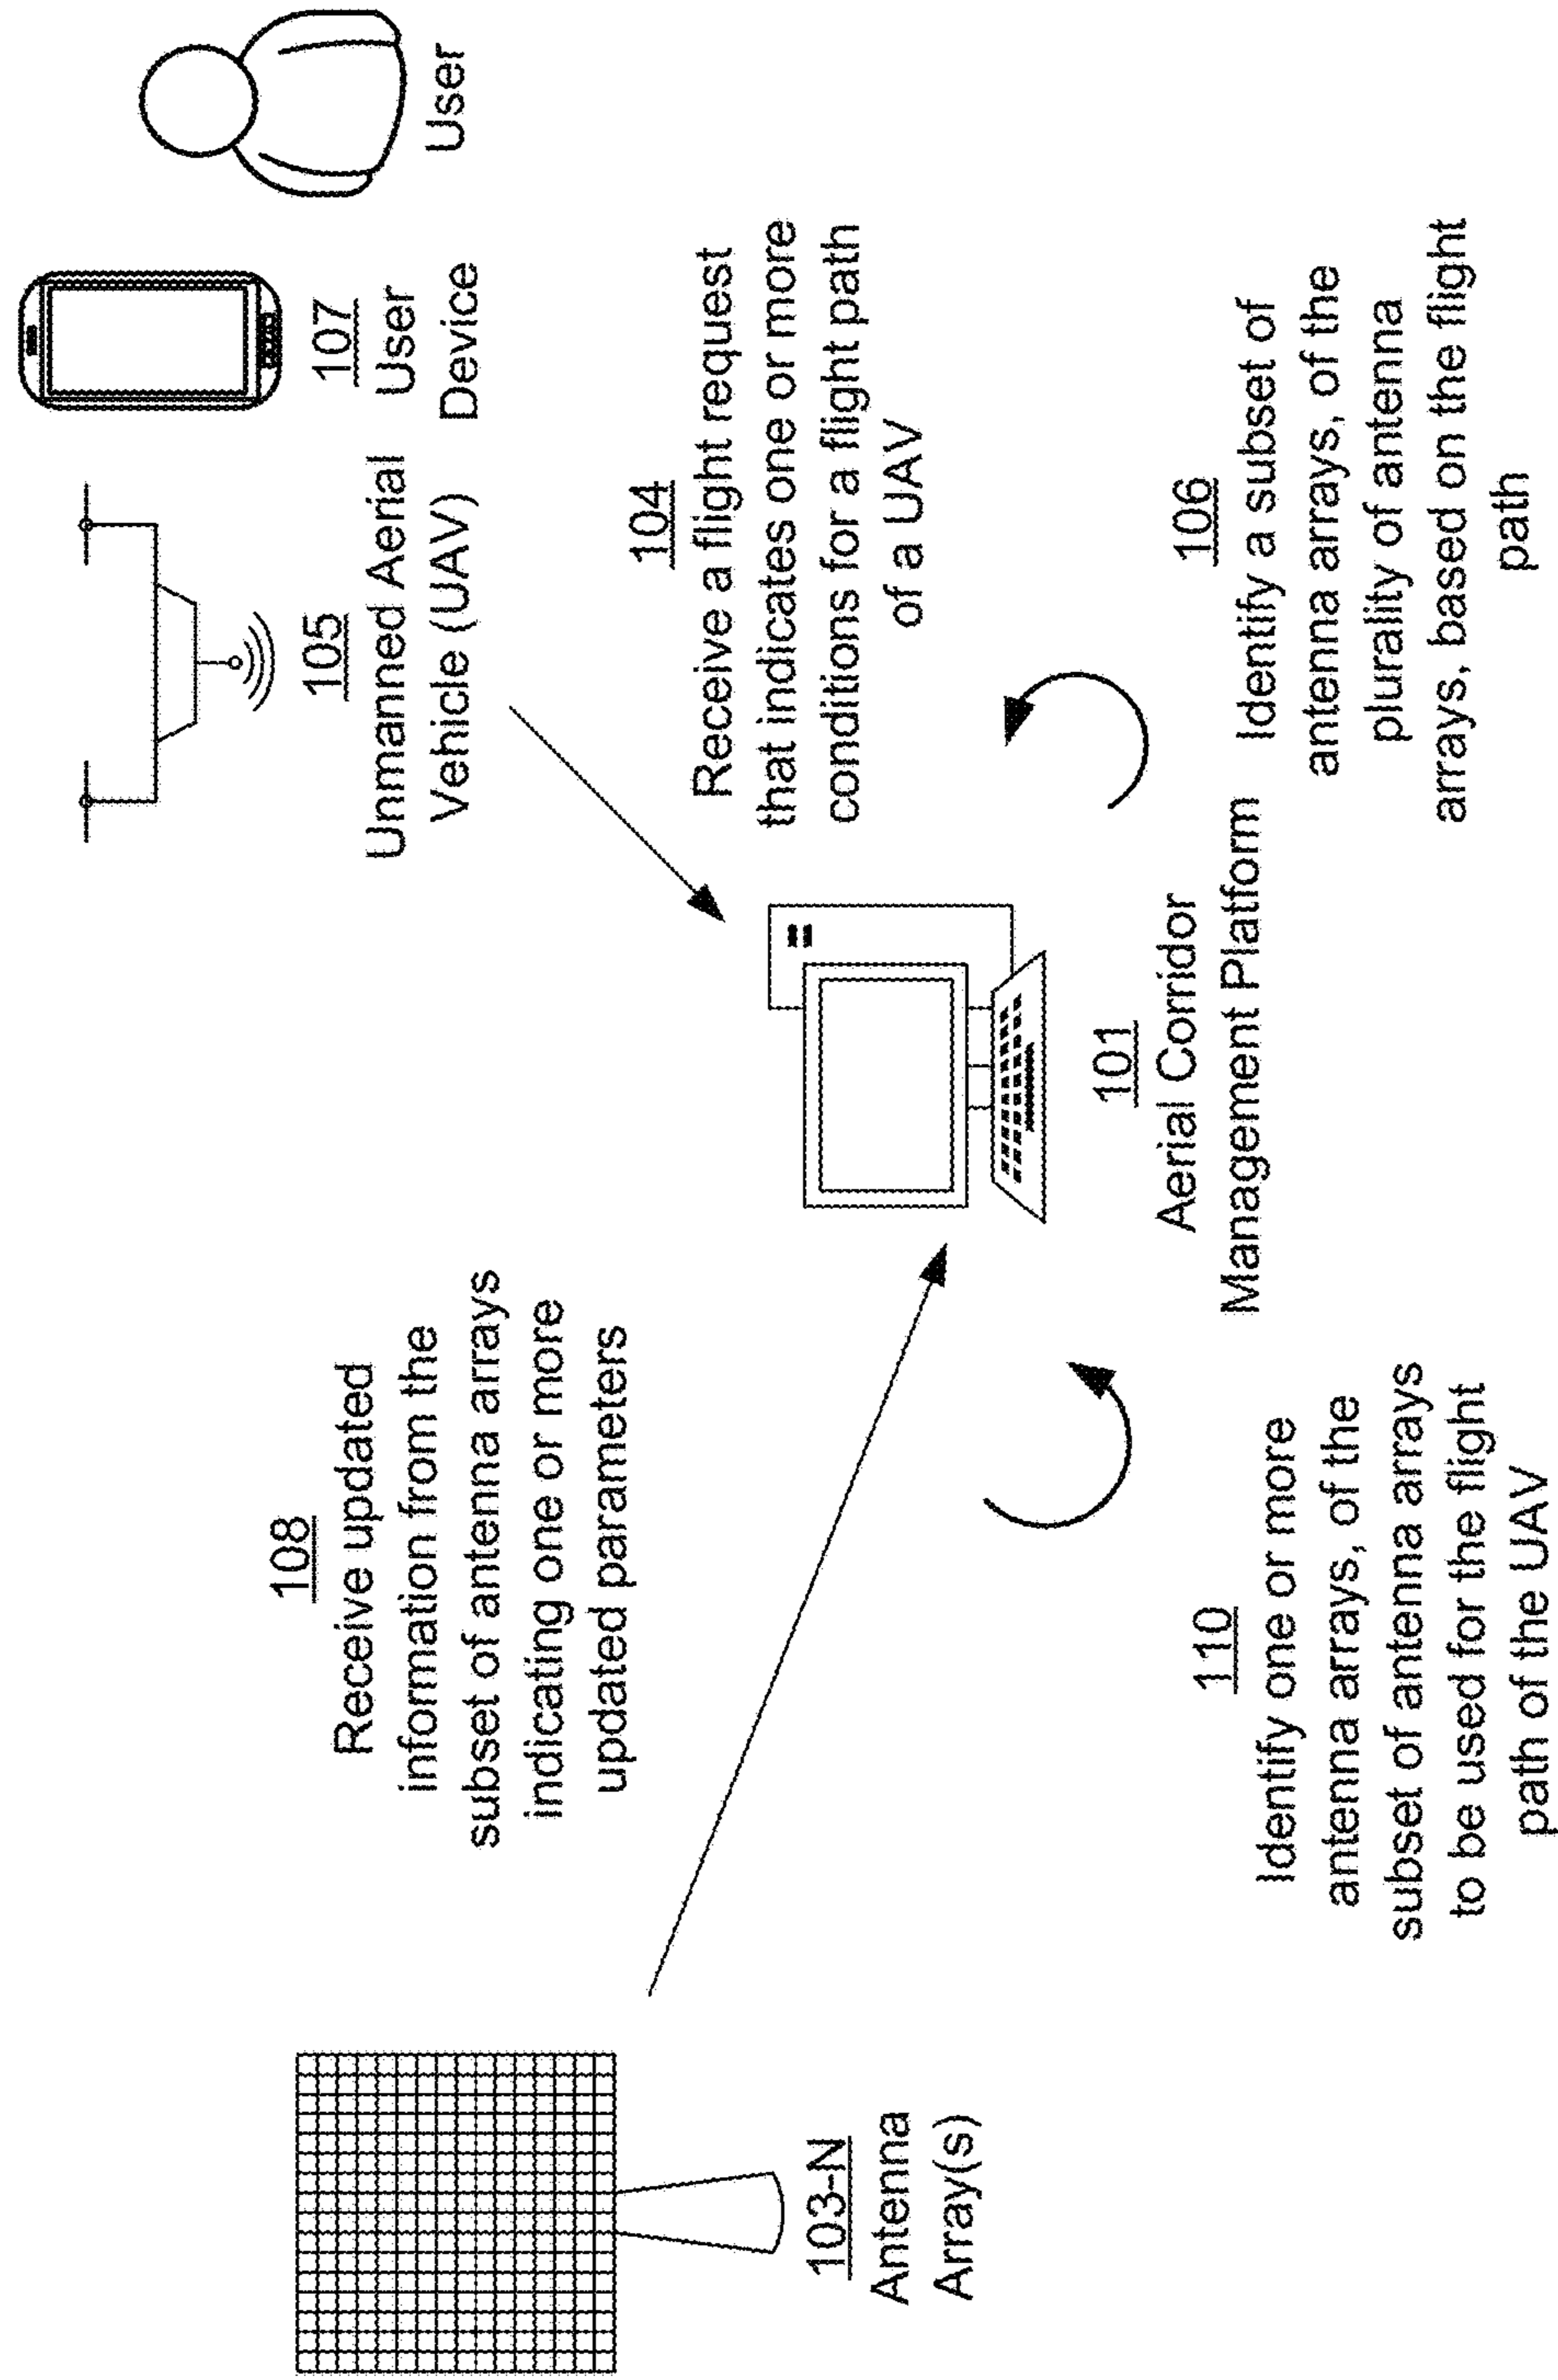 103-N
Antenna
Array(s)
108
Receive updated
information from the
subset of antenna arrays
indicating one or more
updated parameters
105
Unmanned Aerial
Vehicle (UAV)
107
User
Device
User
104
Receive a flight request
that indicates one or more
conditions for a flight path
of a UAV
101
Aerial Corridor
Management Platform
110
Identify one or more
antenna arrays, of the
subset of antenna arrays
to be used for the flight
path of the UAV
106
Identify a subset of
antenna arrays, of the
plurality of antenna
arrays, based on the flight
path